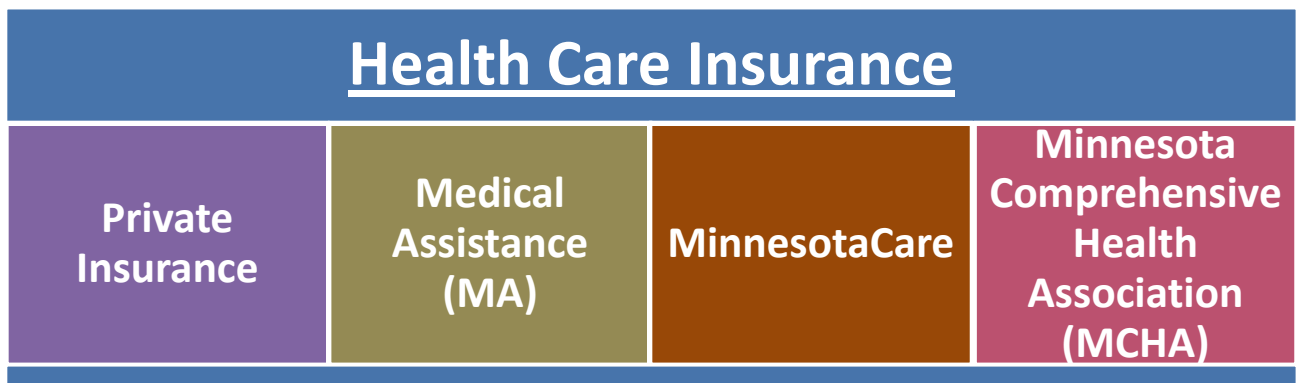 Health Care Insurance
Private
Insurance
Medical
Assistance
(MA)
MinnesotaCare
Minnesota
Comprehensive
Health
Association
(MCHA)